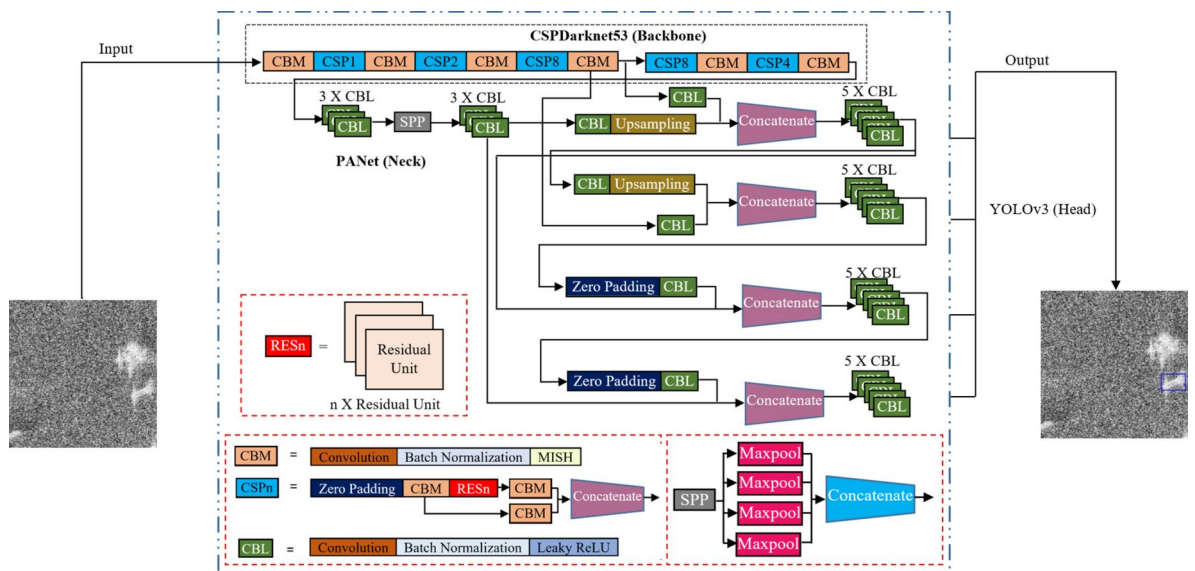 CSPDarknet53 (Backbone)
Input
CBM CSP1 CBM CSP2 CBM CSP8 CBM CSP8 CBM CSP4 CBM
Output
3 X CBL
CBL
SPP
3 X CBL
CBL
CBL
CBL Upsampling
Concatenate
5 X CBL
CBL
PANet (Neck)
CBL Upsampling
CBL
Concatenate
5 X CBL
CBL
YOLOv3 (Head)
Zero Padding CBL
Concatenate
5 X CBL
CBL
Zero Padding CBL
Concatenate
5 X CBL
CBL
RESn =
Residual
Unit
n X Residual Unit
CBM = Convolution Batch Normalization MISH
CSPn = Zero Padding CBM RESn CBM
CBM
Concatenate
CBL = Convolution Batch Normalization Leaky ReLU
SPP
Maxpool
Maxpool
Maxpool
Maxpool
Concatenate